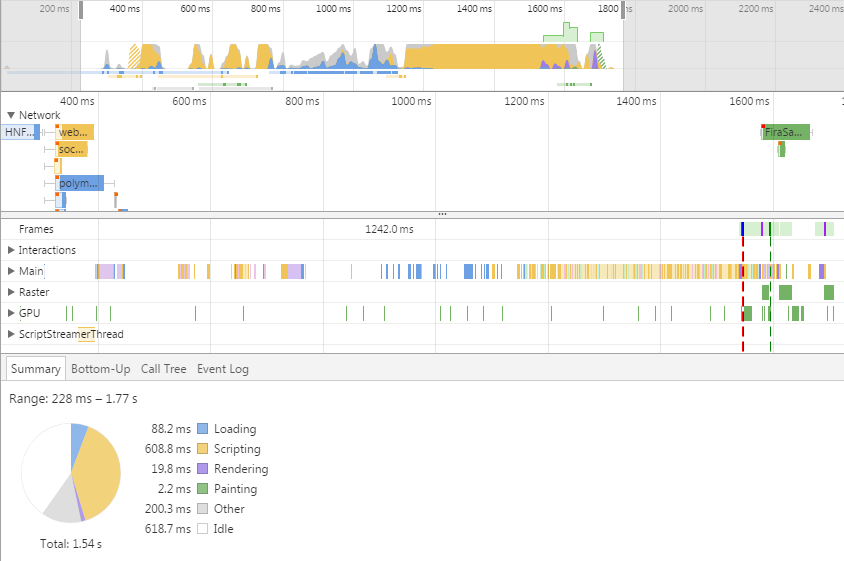 200 ms 400 ms 600 ms 800 ms 1000 ms 1200 ms 1400 ms 1600 ms 1800 2000 ms 2200 ms 2400 ms
400 ms 600 ms 800 ms 1000 ms 1200 ms 1400 ms 1600 ms
Network
HNF... web... FiraSa...
soc...
polym...
...
Frames 1242.0 ms
Interactions
Main
Raster
GPU
ScriptStreamerThread
Summary Bottom-Up Call Tree Event Log
Range: 228 ms – 1.77 s
88.2 ms Loading
608.8 ms Scripting
19.8 ms Rendering
2.2 ms Painting
200.3 ms Other
618.7 ms Idle
Total: 1.54 s